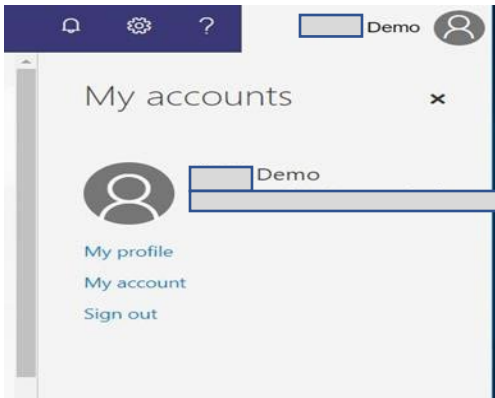 ? Demo
My accounts ×
Demo
My profile
My account
Sign out